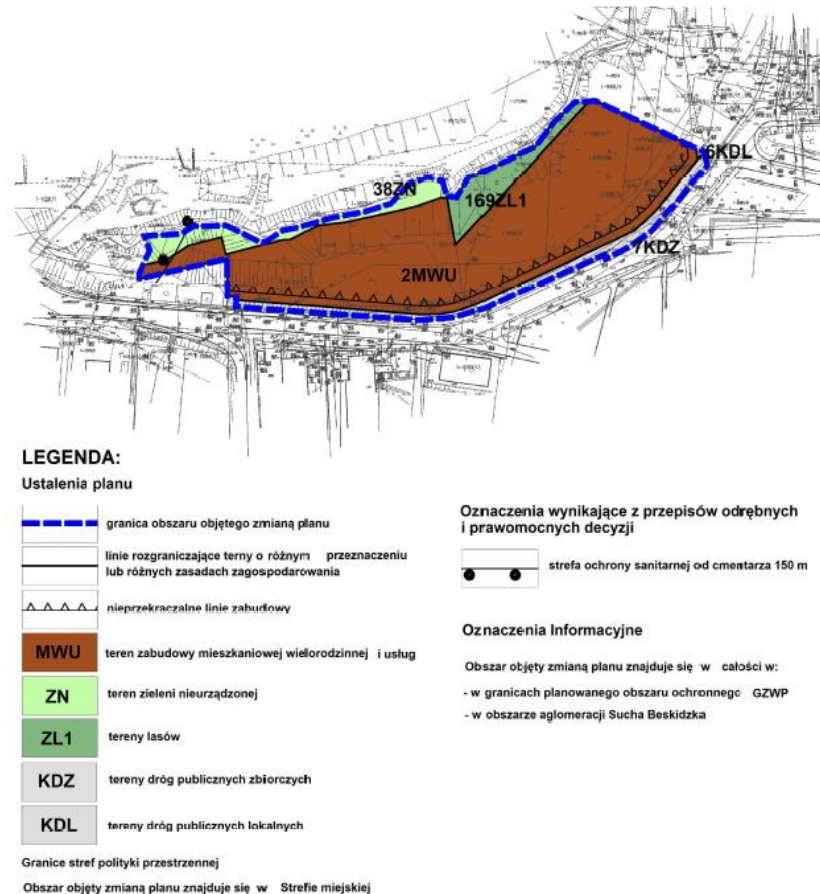 6KDL
38ZN
169ZL1
7KDZ
2MWU
LEGENDA:
Ustalenia planu
granica obszaru objętego zmianą planu
linie rozgraniczające terny o różnym przeznaczeniu
lub różnych zasadach zagospodarowania
nieprzekraczalne linie zabudowy
MWU teren zabudowy mieszkaniowej wielorodzinnej i usług
ZN teren zieleni nieurządzonej
ZL1 tereny lasów
KDZ tereny dróg publicznych zbiorczych
KDL tereny dróg publicznych lokalnych
Granice stref polityki przestrzennej
Obszar objęty zmianą planu znajduje się w Strefie miejskiej
Oznaczenia wynikające z przepisów odrębnych
i prawomocnych decyzji
strefa ochrony sanitarnej od cmentarza 150 m
Oznaczenia Informacyjne
Obszar objęty zmianą planu znajduje się w całości w:
- w granicach planowanego obszaru ochronnego GZWP
- w obszarze aglomeracji Sucha Beskidzka